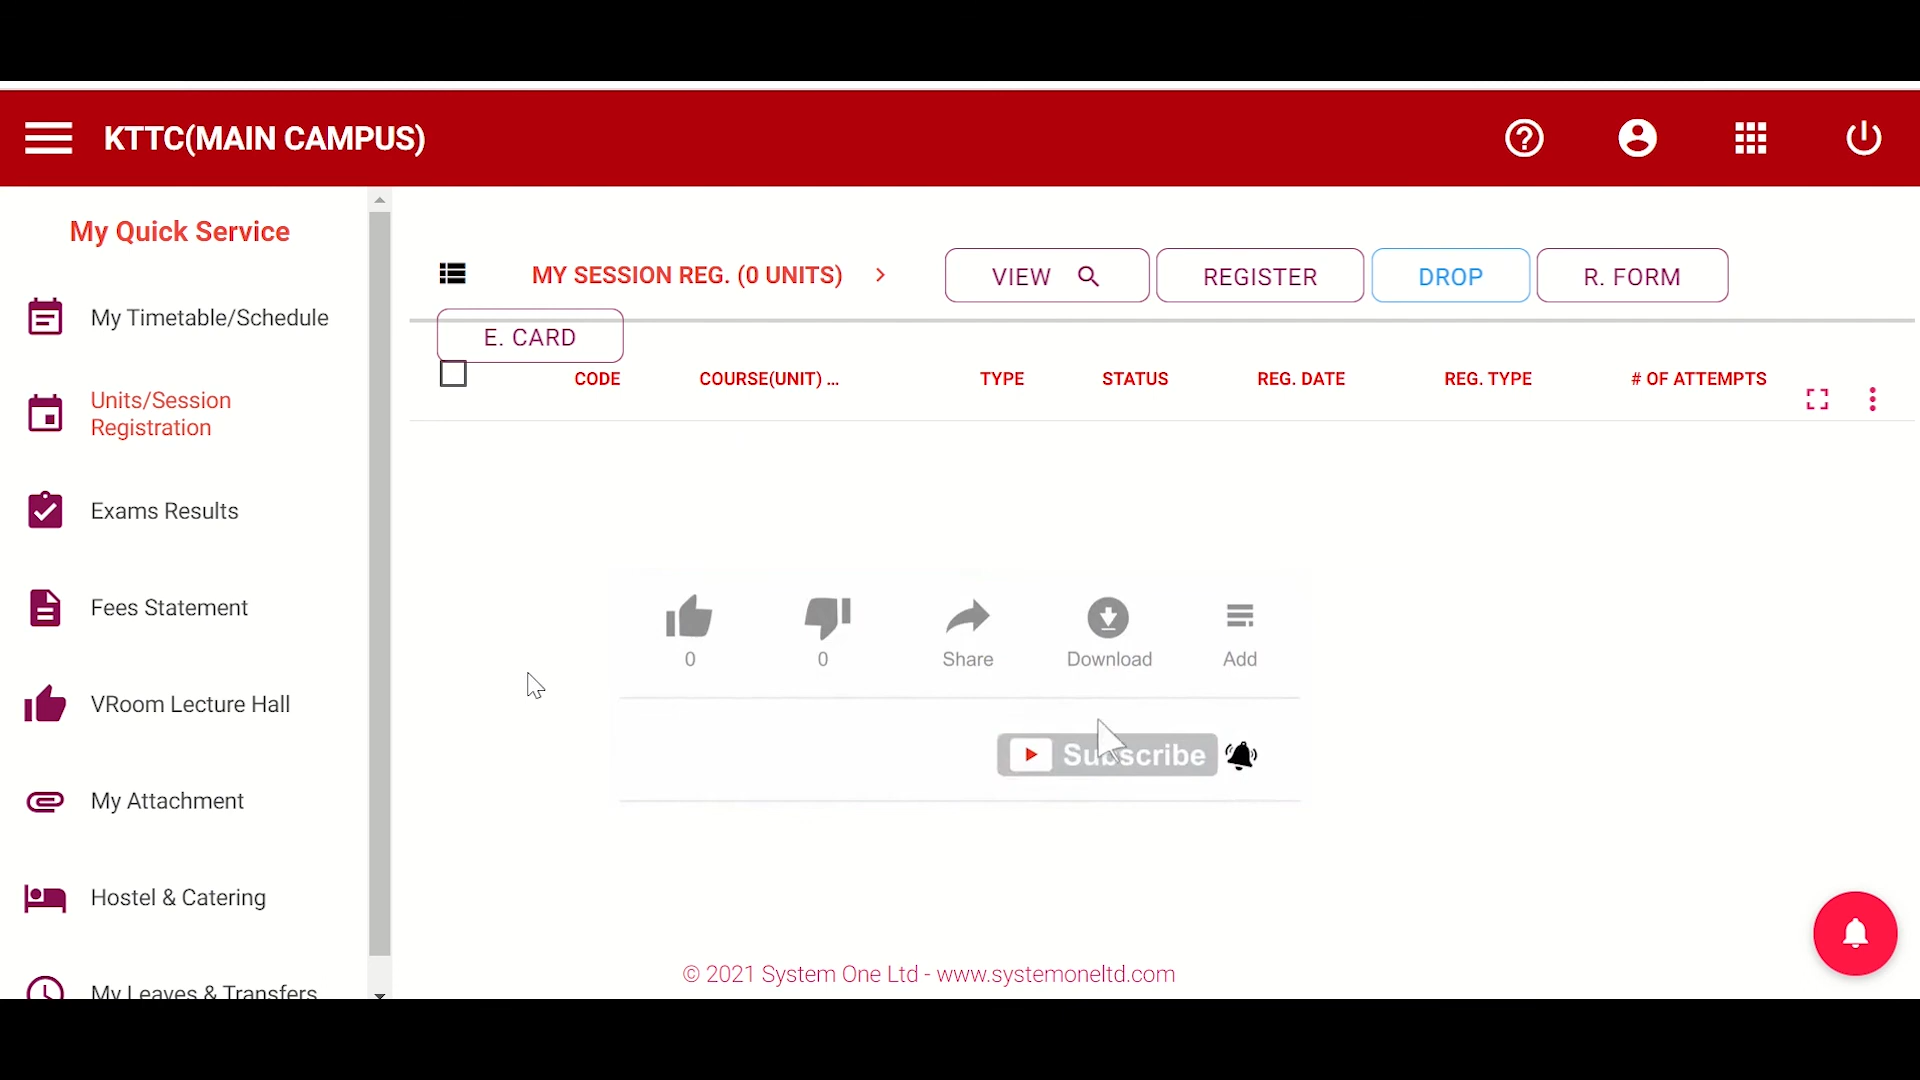 KTTC(MAIN CAMPUS)
My Quick Service
My Timetable/Schedule
Units/Session
Registration
Exams Results
Fees Statement
VRoom Lecture Hall
My Attachment
Hostel & Catering
My Leaves & Transfers
MY SESSION REG. (0 UNITS)
VIEW
REGISTER
DROP
R. FORM
E. CARD
CODE
COURSE(UNIT) ...
TYPE
STATUS
REG. DATE
REG. TYPE
# OF ATTEMPTS
0
0
Share
Download
Add
Subscribe
© 2021 System One Ltd - www.systemoneltd.com